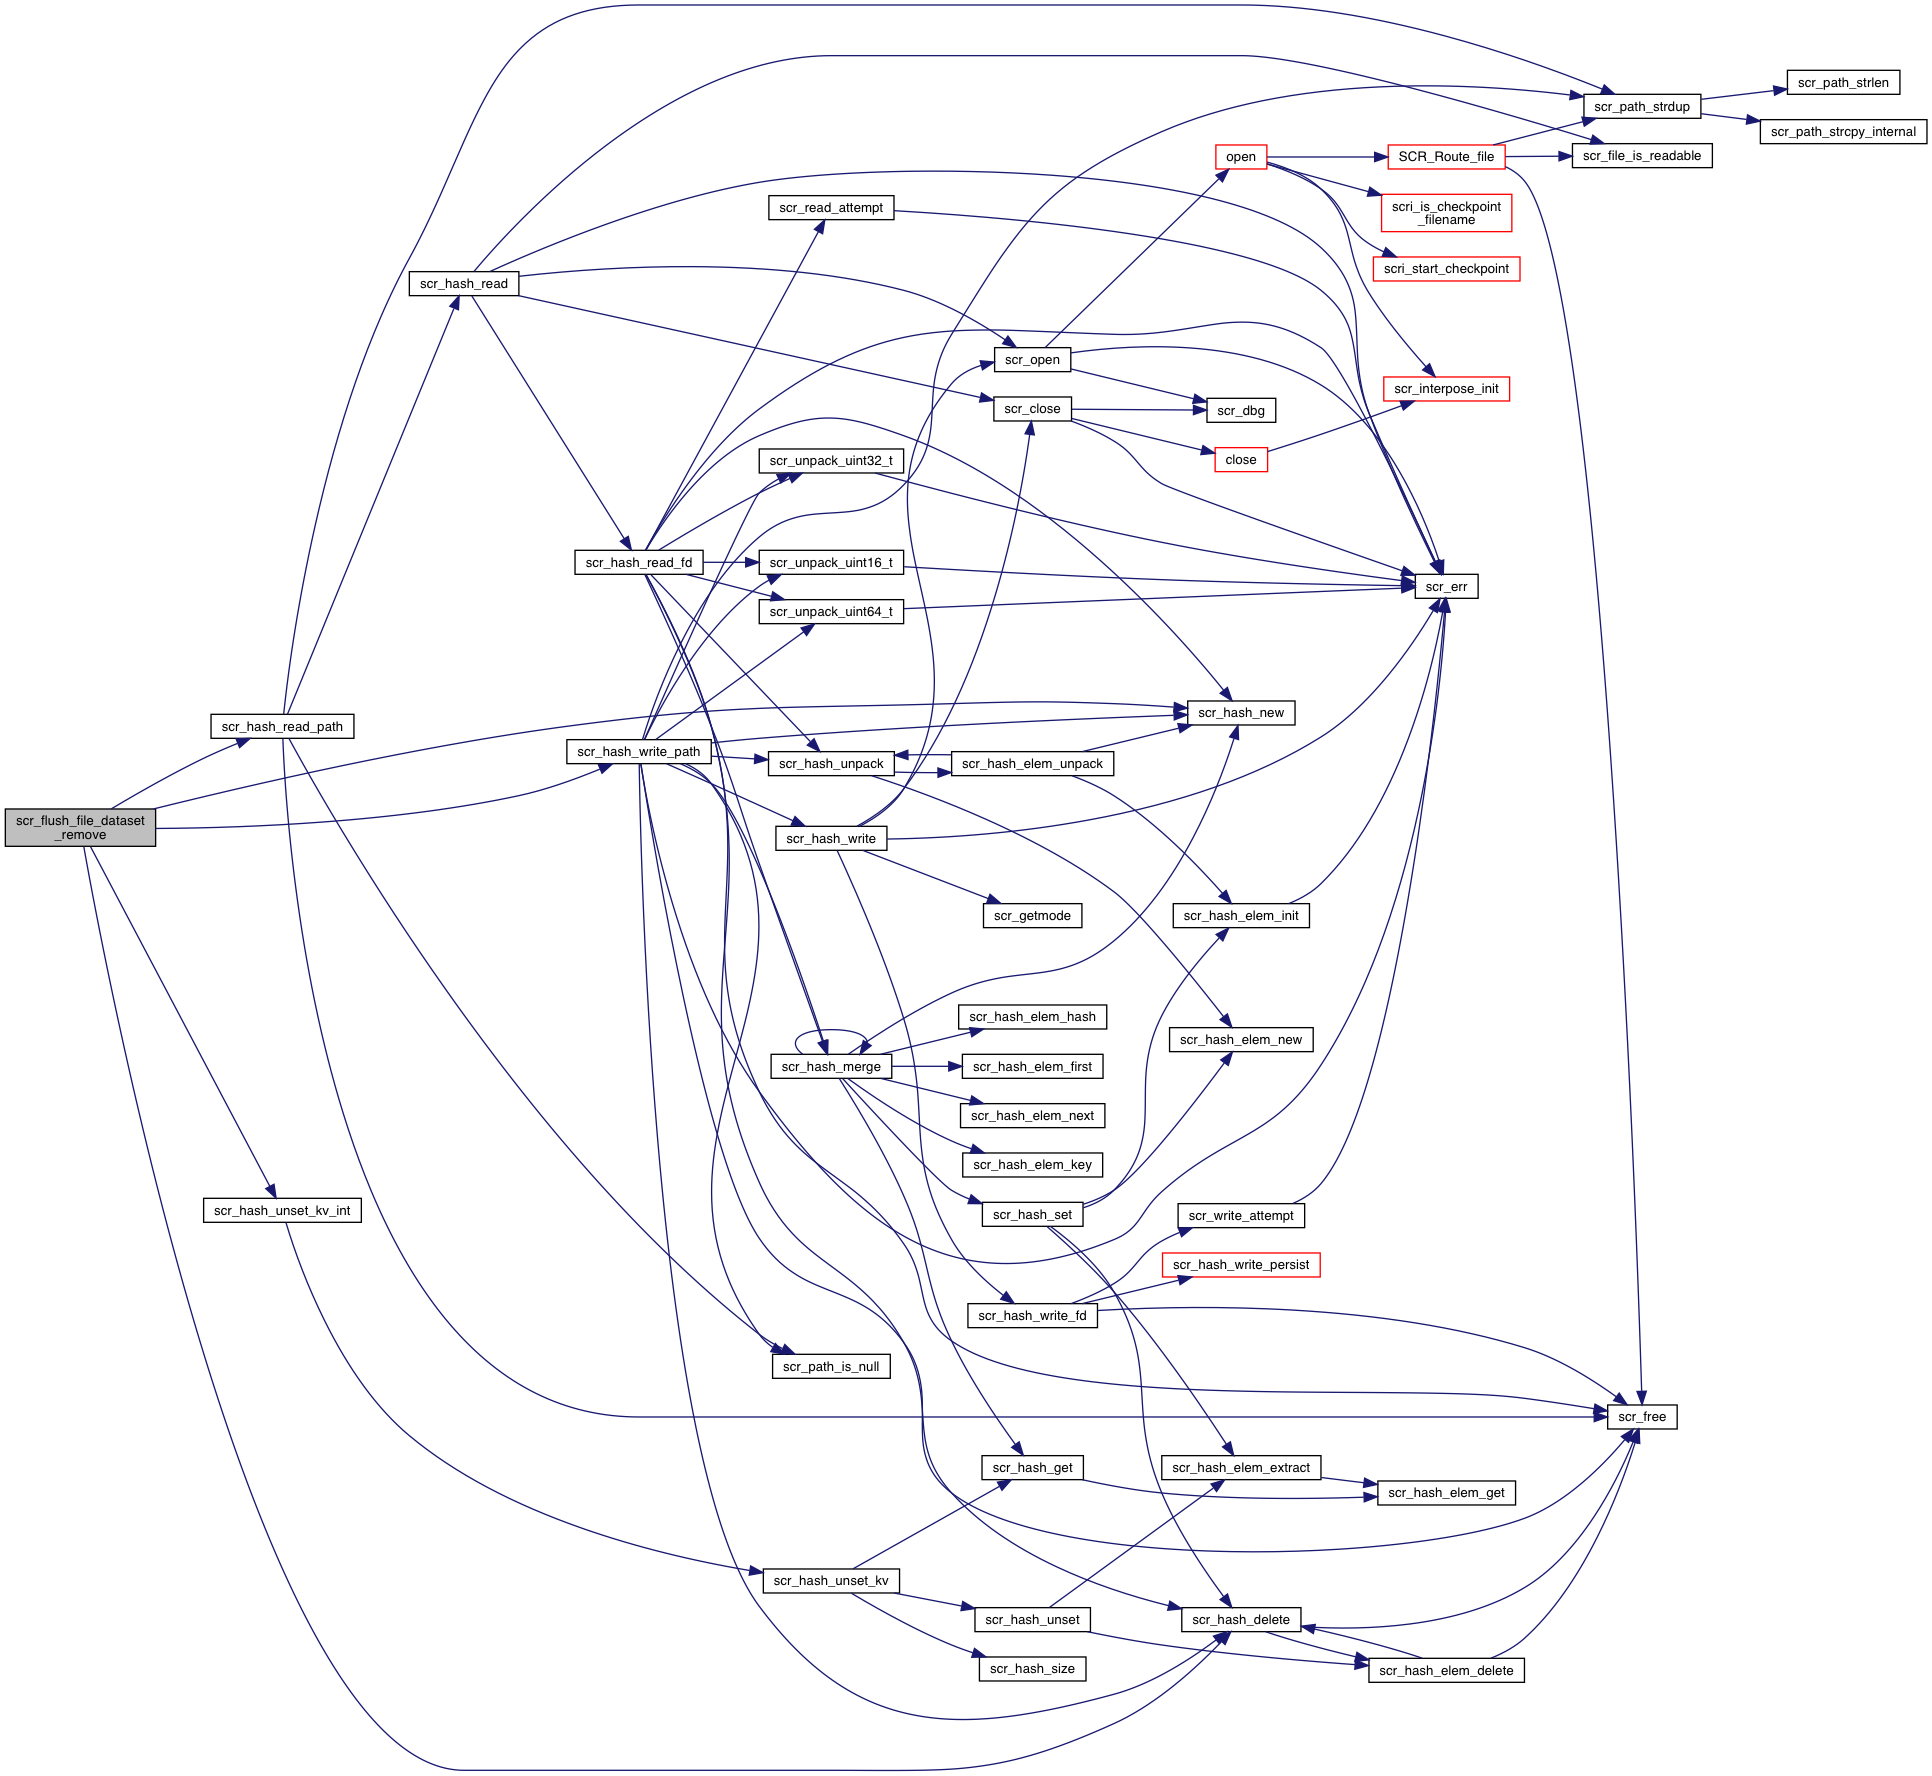 scr_path_strlen
scr_path_strdup
scr_path_strcpy_internal
open
SCR_Route_file
scr_file_is_readable
scr_read_attempt
scri_is_checkpoint
_filename
scri_start_checkpoint
scr_hash_read
scr_open
scr_interpose_init
scr_close
scr_dbg
scr_unpack_uint32_t
close
scr_hash_read_fd
scr_unpack_uint16_t
scr_err
scr_unpack_uint64_t
scr_hash_new
scr_hash_read_path
scr_hash_write_path
scr_hash_unpack
scr_hash_elem_unpack
scr_flush_file_dataset
_remove
scr_hash_write
scr_getmode
scr_hash_elem_init
scr_hash_elem_hash
scr_hash_elem_new
scr_hash_merge
scr_hash_elem_first
scr_hash_elem_next
scr_hash_elem_key
scr_hash_unset_kv_int
scr_hash_set
scr_write_attempt
scr_hash_write_persist
scr_hash_write_fd
scr_path_is_null
scr_free
scr_hash_get
scr_hash_elem_extract
scr_hash_elem_get
scr_hash_unset_kv
scr_hash_unset
scr_hash_delete
scr_hash_size
scr_hash_elem_delete